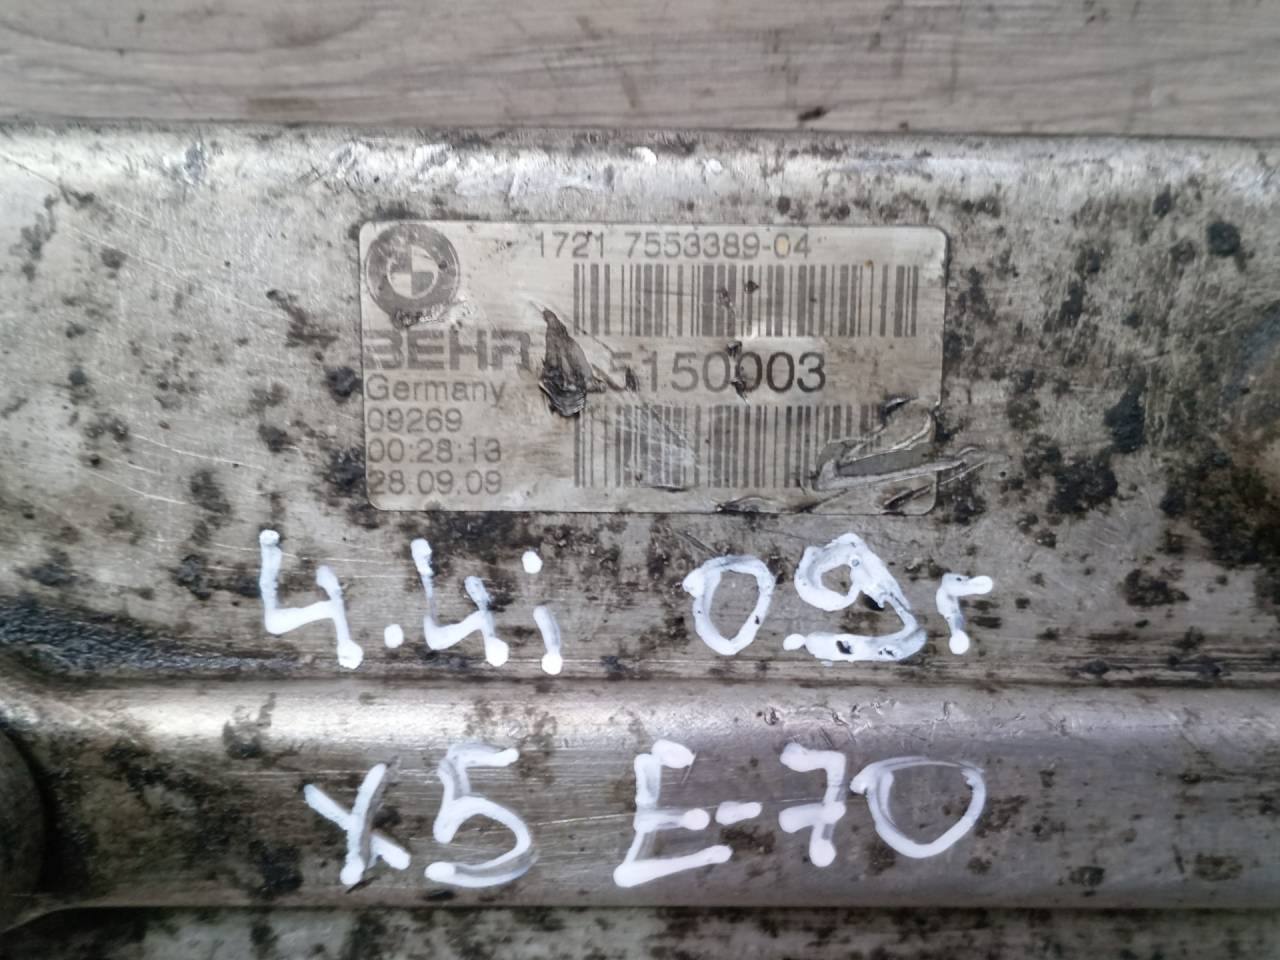 1721 7553389-04
BEHR
5150003
Germany
09269
00:28:13
28.09.09
4.4i 09г
X5 E-70